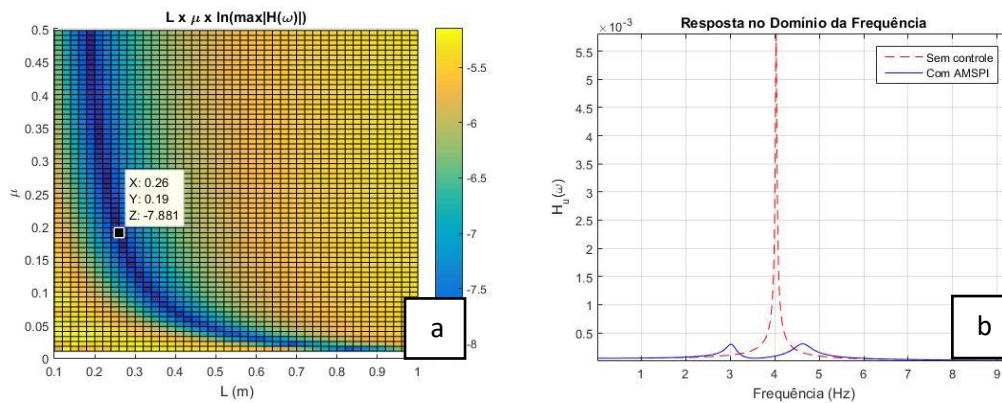 L x μ x ln(max|H(ω)|)
0.5
0.45
0.4
0.35
0.3
0.25
0.2
0.15
0.1
0.05
0
μ
X: 0.26
Y: 0.19
Z: -7.881
0.1 0.2 0.3 0.4 0.5 0.6 0.7 0.8 0.9 1
L (m)
-5.5
-6
-6.5
-7
-7.5
-8
a
Resposta no Domínio da Frequência
×10⁻³
5.5
5
4.5
4
3.5
3
2.5
2
1.5
1
0.5
H_u(ω)
Sem controle
Com AMSPI
1 2 3 4 5 6 7 8 9
Frequência (Hz)
b